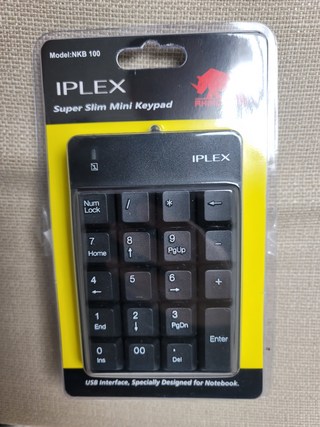 Model:NKB 100
IPLEX
Super Slim Mini Keypad
IPLEX
Num Lock / * ←
7 Home 8 ↑ 9 PgUp -
4 ← 5 6 → +
1 End 2 ↓ 3 PgDn Enter
0 Ins 00 . Del
USB Interface, Specially Designed for Notebook.